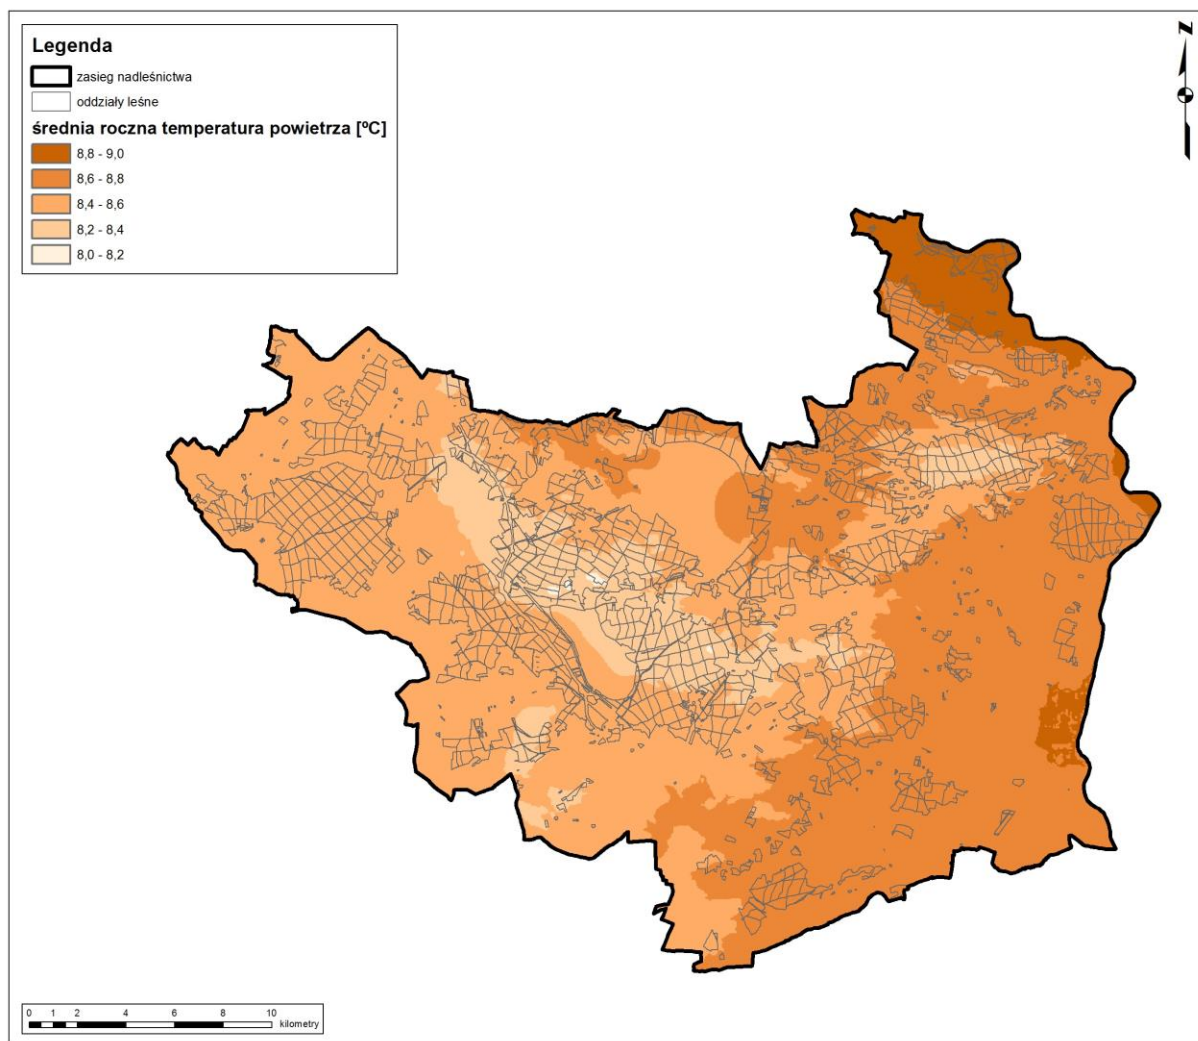 Legenda
zasięg nadleśnictwa
oddziały leśne
średnia roczna temperatura powietrza [ºC]
8,8 - 9,0
8,6 - 8,8
8,4 - 8,6
8,2 - 8,4
8,0 - 8,2
N
0 1 2 4 6 8 10
kilometry